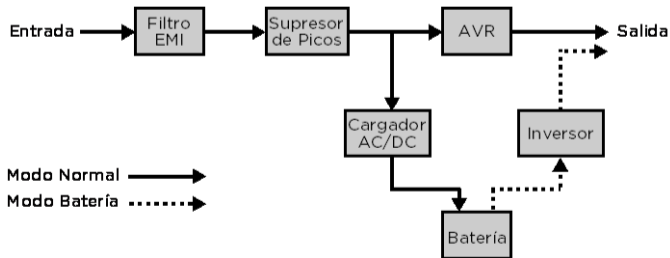 Entrada
Filtro
EMI
Supresor
de Picos
AVR
Salida
Cargador
AC/DC
Inversor
Modo Normal
Modo Batería
Batería